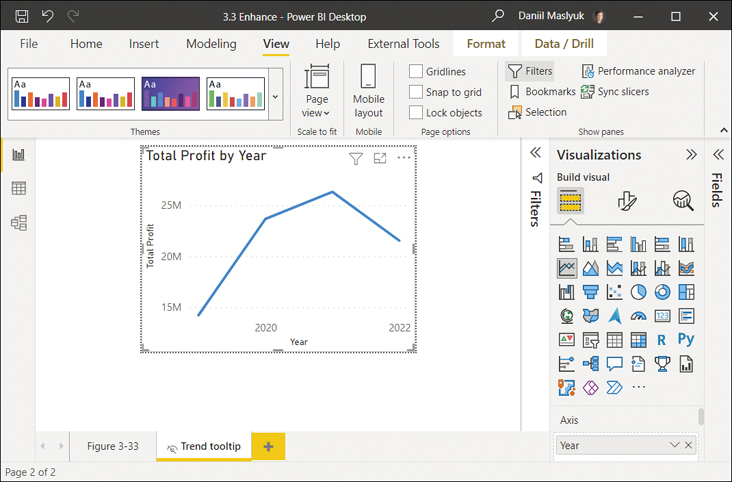 3.3 Enhance - Power BI Desktop
Daniil Maslyuk
File Home Insert Modeling View Help External Tools Format Data / Drill
Aa Aa Aa Aa
Themes
Page view
Scale to fit
Mobile layout
Mobile
Gridlines
Snap to grid
Lock objects
Page options
Filters
Bookmarks
Selection
Performance analyzer
Sync slicers
Show panes
Total Profit by Year
25M
20M
15M
Total Profit
2020 2022
Year
Filters
Visualizations
Build visual
123
R Py
Axis
Year
Fields
Figure 3-33
Trend tooltip
Page 2 of 2